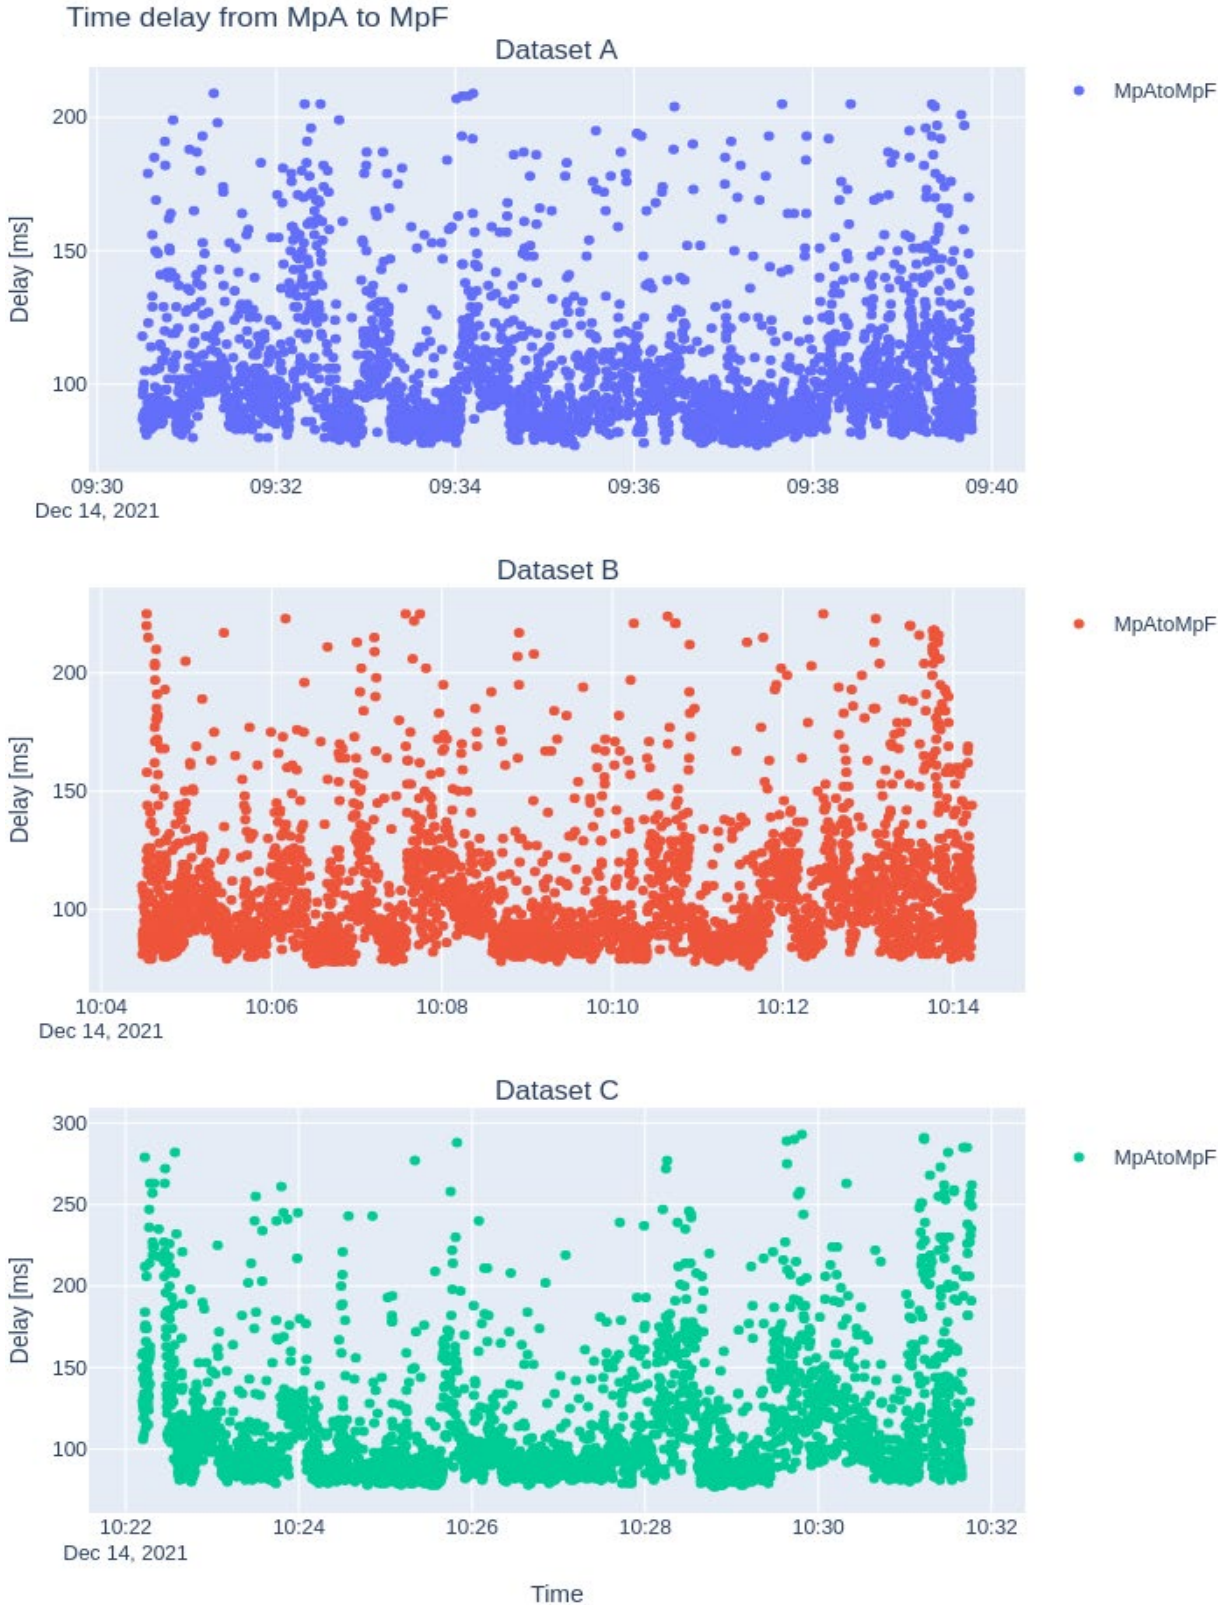 Time delay from MpA to MpF
Dataset A
MpAtoMpF
200
150
100
Delay [ms]
09:30 09:32 09:34 09:36 09:38 09:40
Dec 14, 2021
Dataset B
MpAtoMpF
200
150
100
Delay [ms]
10:04 10:06 10:08 10:10 10:12 10:14
Dec 14, 2021
Dataset C
MpAtoMpF
300
250
200
150
100
Delay [ms]
10:22 10:24 10:26 10:28 10:30 10:32
Dec 14, 2021
Time